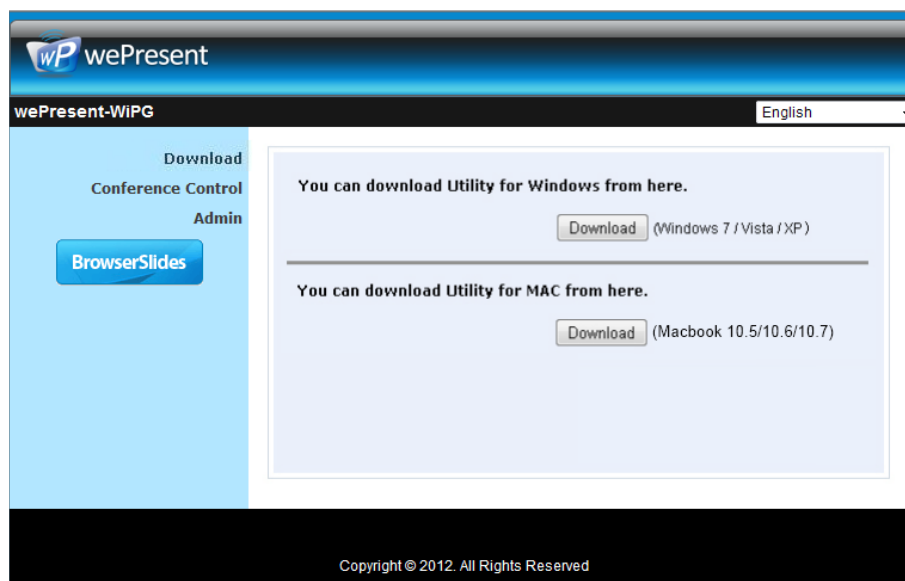 wP wePresent
wePresent-WiPG
English
Download
Conference Control
Admin
BrowserSlides
You can download Utility for Windows from here.
Download (Windows 7 / Vista / XP)
You can download Utility for MAC from here.
Download (Macbook 10.5/10.6/10.7)
Copyright © 2012. All Rights Reserved